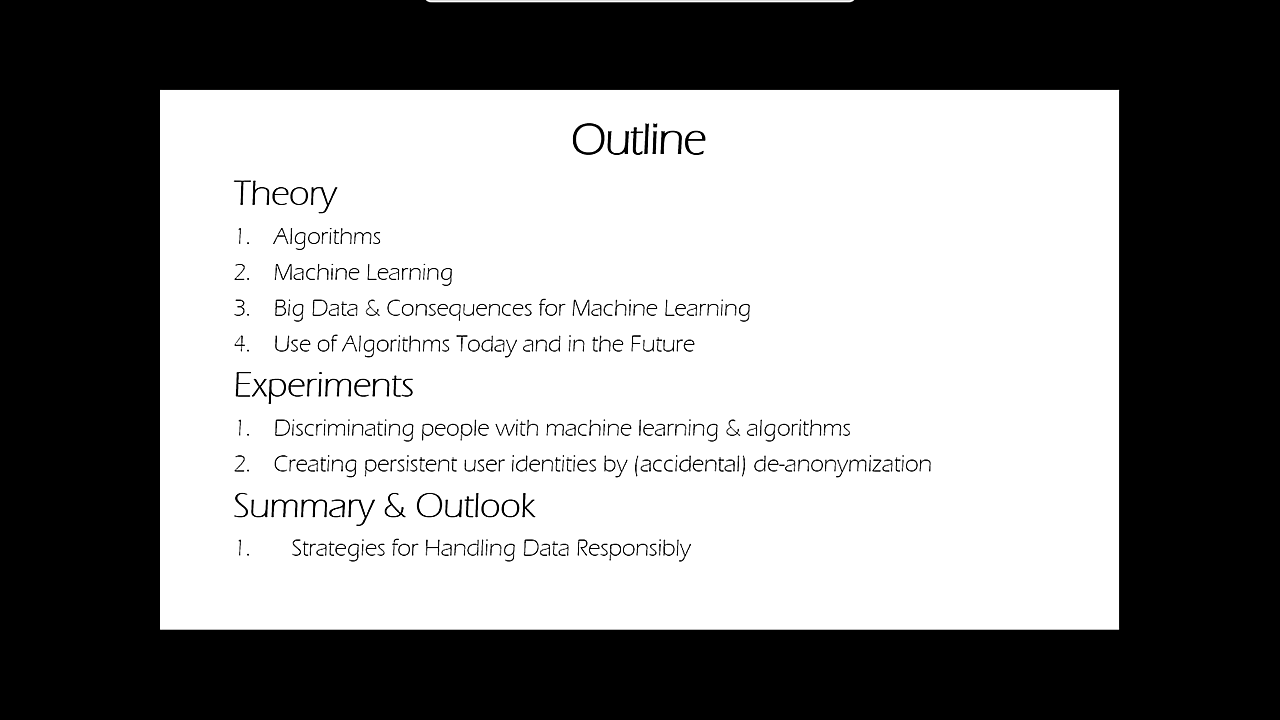 Outline
Theory
1. Algorithms
2. Machine Learning
3. Big Data & Consequences for Machine Learning
4. Use of Algorithms Today and in the Future
Experiments
1. Discriminating people with machine learning & algorithms
2. Creating persistent user identities by (accidental) de-anonymization
Summary & Outlook
1. Strategies for Handling Data Responsibly